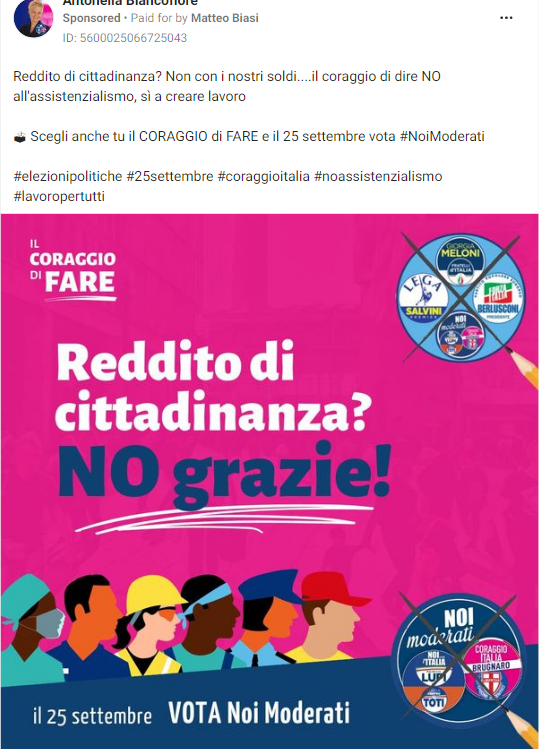 Antonella Biancofiore
Sponsored • Paid for by Matteo Biasi
ID: 5600025066725043
Reddito di cittadinanza? Non con i nostri soldi....il coraggio di dire NO
all'assistenzialismo, sì a creare lavoro
🗳 Scegli anche tu il CORAGGIO di FARE e il 25 settembre vota #NoiModerati
#elezionipolitiche #25settembre #coraggioitalia #noassistenzialismo
#lavoropertutti
IL
CORAGGIO
DI FARE
GIORGIA
MELONI
FRATELLI
d'ITALIA
LEGA
SALVINI
PREMIER
FORZA
ITALIA
BERLUSCONI
PRESIDENTE
NOI
moderati
Reddito di
cittadinanza?
NO grazie!
NOI
moderati
NOI con
l'ITALIA
LUPI
ITALIA
TOTI
CORAGGIO
ITALIA
BRUGNARO
il 25 settembre VOTA Noi Moderati